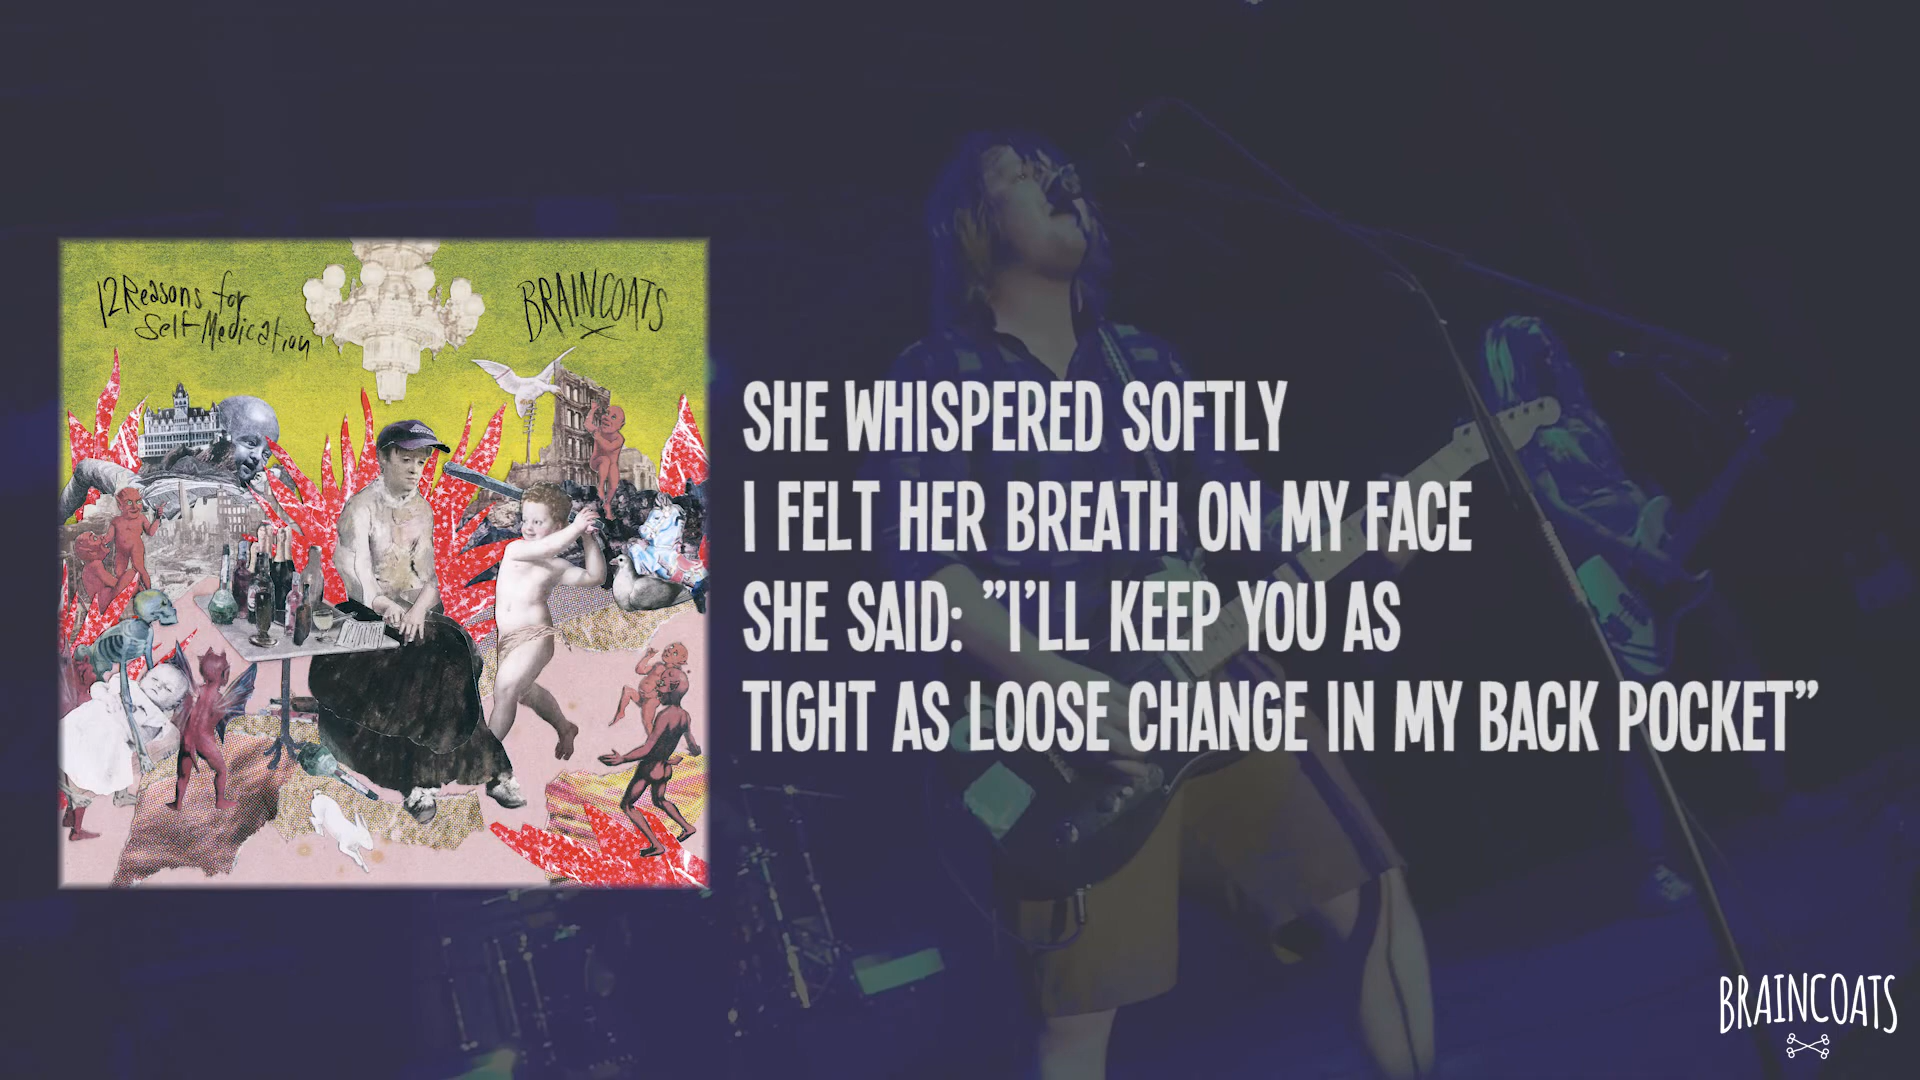 12 Reasons for
Self-Medication
BRAINCOATS
SHE WHISPERED SOFTLY
I FELT HER BREATH ON MY FACE
SHE SAID: ”I’LL KEEP YOU AS
TIGHT AS LOOSE CHANGE IN MY BACK POCKET”
BRAINCOATS